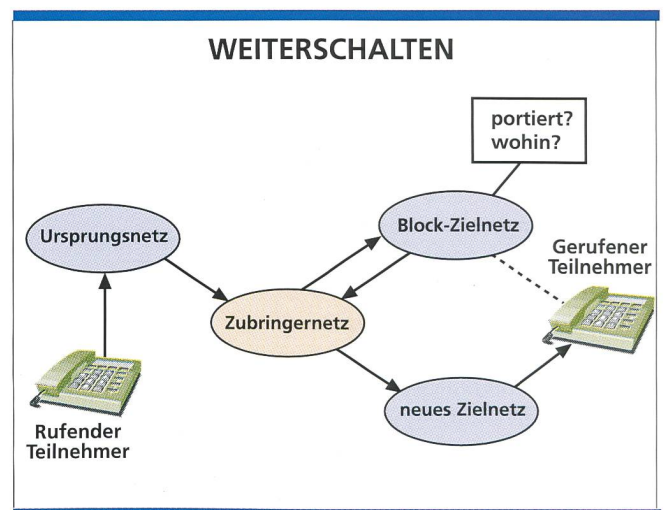 WEITERSCHALTEN
portiert?
wohin?
Ursprungsnetz
Block-Zielnetz
Gerufener
Teilnehmer
Zubringernetz
neues Zielnetz
Rufender
Teilnehmer